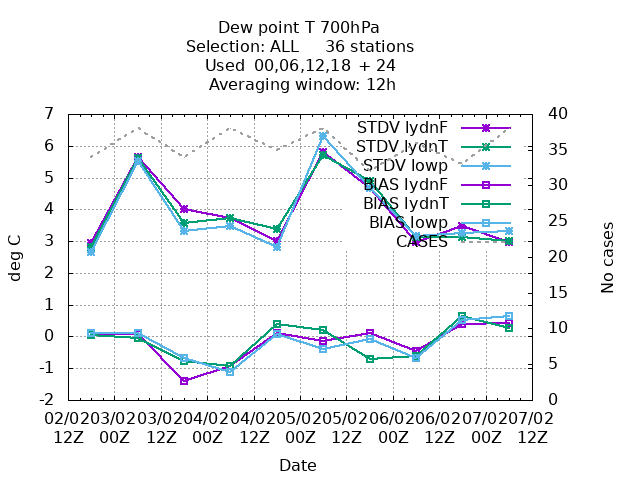 Dew point T 700hPa
Selection: ALL 36 stations
Used 00,06,12,18 + 24
Averaging window: 12h
7
6
5
4
3
2
1
0
-1
-2
deg C
40
35
30
25
20
15
10
5
0
No cases
STDV lydnF
STDV lydnT
STDV lowp
BIAS lydnF
BIAS lydnT
BIAS lowp
CASES
02/02 03/02 03/02 04/02 04/02 05/02 05/02 06/02 06/02 07/02 07/02
12Z 00Z 12Z 00Z 12Z 00Z 12Z 00Z 12Z 00Z 12Z
Date